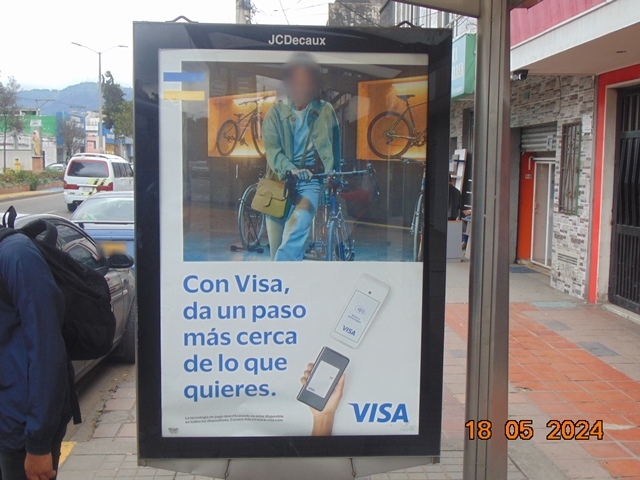 JCDecaux
Con Visa,
da un paso
más cerca
de lo que
quieres.
VISA
VISA
18 05 2024